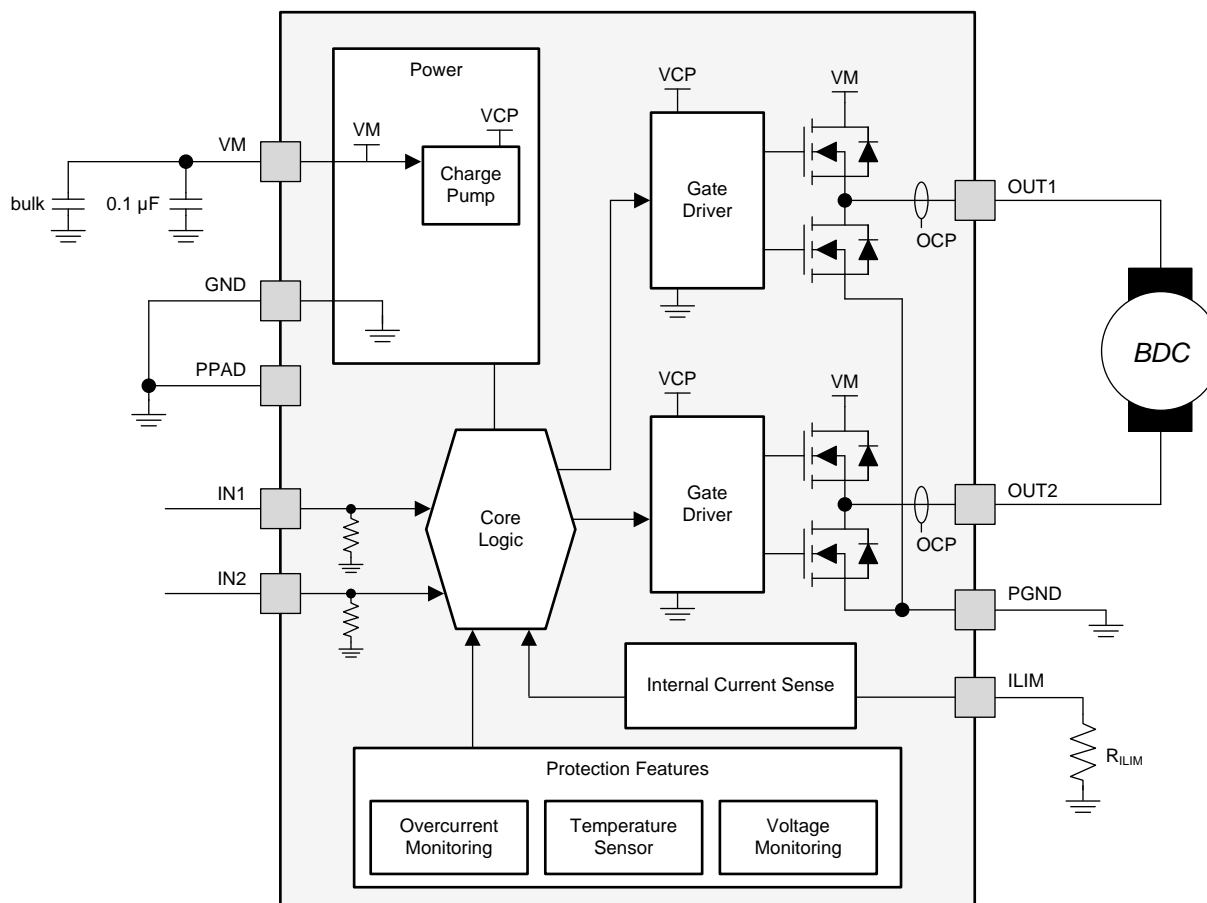 Power
VCP
VM
VM
VCP
VM
Charge
Pump
bulk
0.1 µF
Gate
Driver
OUT1
OCP
GND
BDC
PPAD
VCP
VM
IN1
Core
Logic
Gate
Driver
OUT2
OCP
IN2
PGND
Internal Current Sense
ILIM
RILIM
Protection Features
Overcurrent
Monitoring
Temperature
Sensor
Voltage
Monitoring